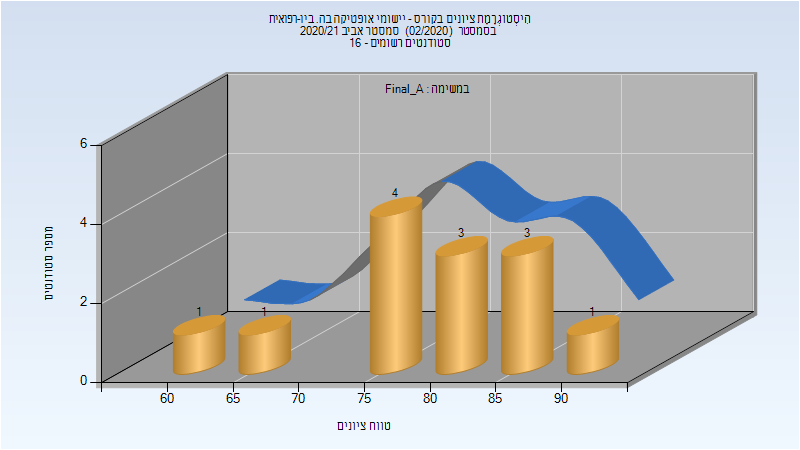 היסטוגרמת ציונים בקורס - יישומי אופטיקה בה. ביו-רפואית
בסמסטר (02/2020) סמסטר אביב 2020/21
סטודנטים רשומים - 16
במשימה : Final_A
6
4
2
0
מספר סטודנטים
1
1
4
3
3
1
60
65
70
75
80
85
90
טווח ציונים